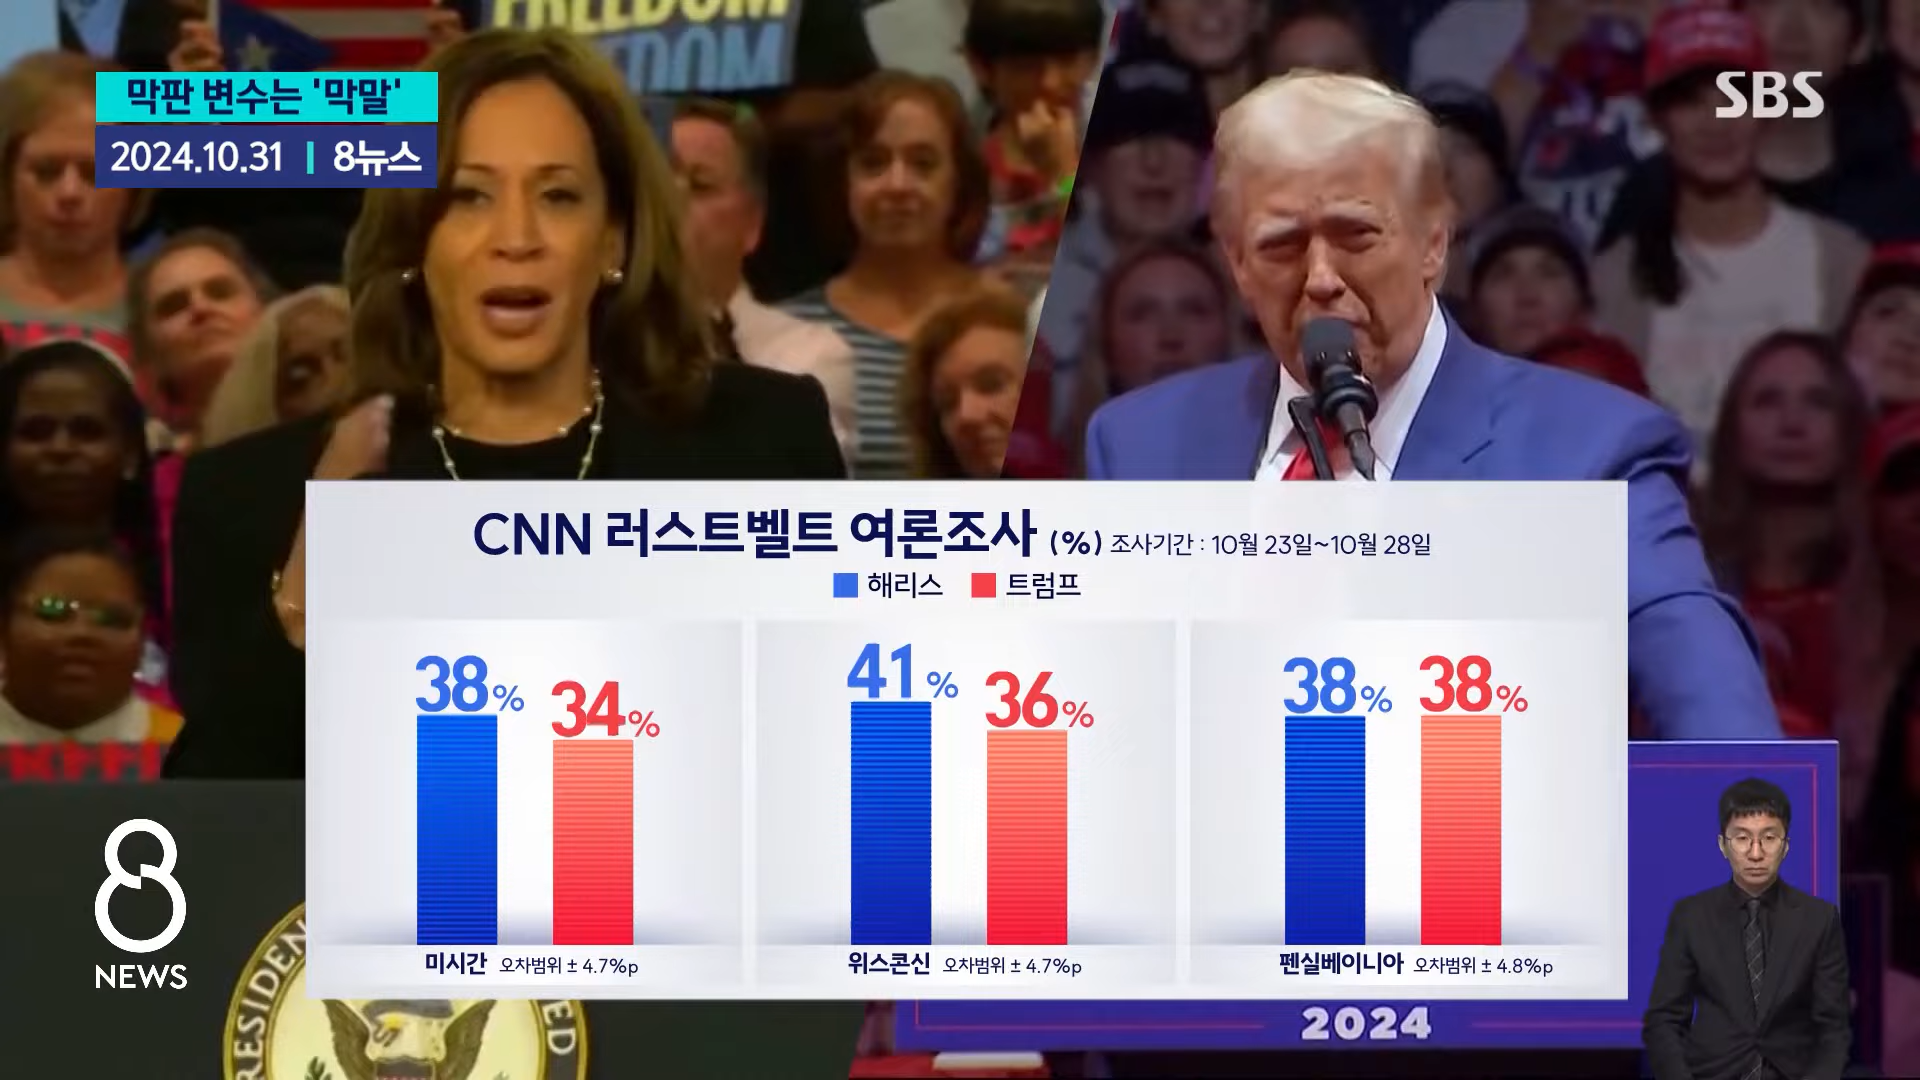 FREEDOM
FREEDOM
막판 변수는 '막말'
2024.10.31 | 8뉴스
SBS
CNN 러스트벨트 여론조사 (%) 조사기간 : 10월 23일~10월 28일
해리스 트럼프
38% 34%
41% 36%
38% 38%
미시간 오차범위 ± 4.7%p
위스콘신 오차범위 ± 4.7%p
펜실베이니아 오차범위 ± 4.8%p
8
NEWS
2024